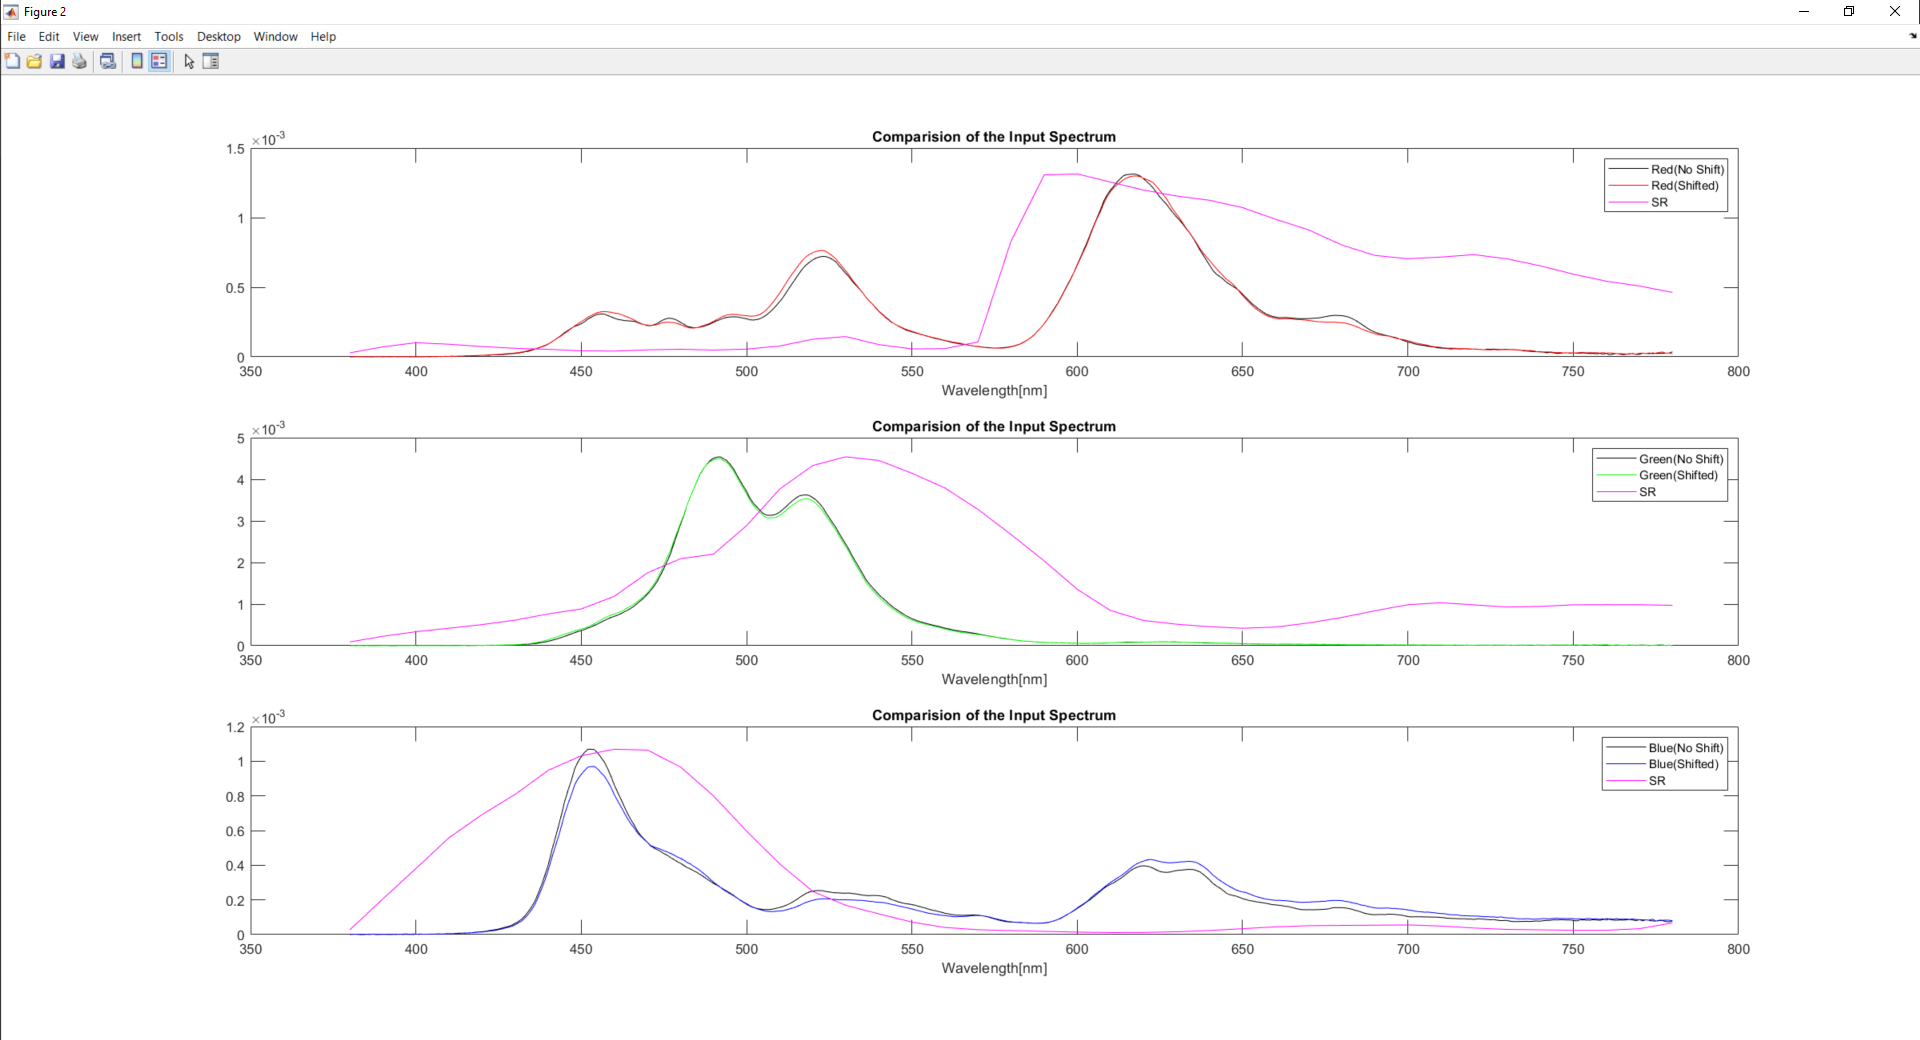 Figure 2
File Edit View Insert Tools Desktop Window Help
Comparision of the Input Spectrum
×10-3
1.5
1
0.5
0
350 400 450 500 550 600 650 700 750 800
Wavelength[nm]
Red(No Shift)
Red(Shifted)
SR
Comparision of the Input Spectrum
×10-3
5
4
3
2
1
0
350 400 450 500 550 600 650 700 750 800
Wavelength[nm]
Green(No Shift)
Green(Shifted)
SR
Comparision of the Input Spectrum
×10-3
1.2
1
0.8
0.6
0.4
0.2
0
350 400 450 500 550 600 650 700 750 800
Wavelength[nm]
Blue(No Shift)
Blue(Shifted)
SR